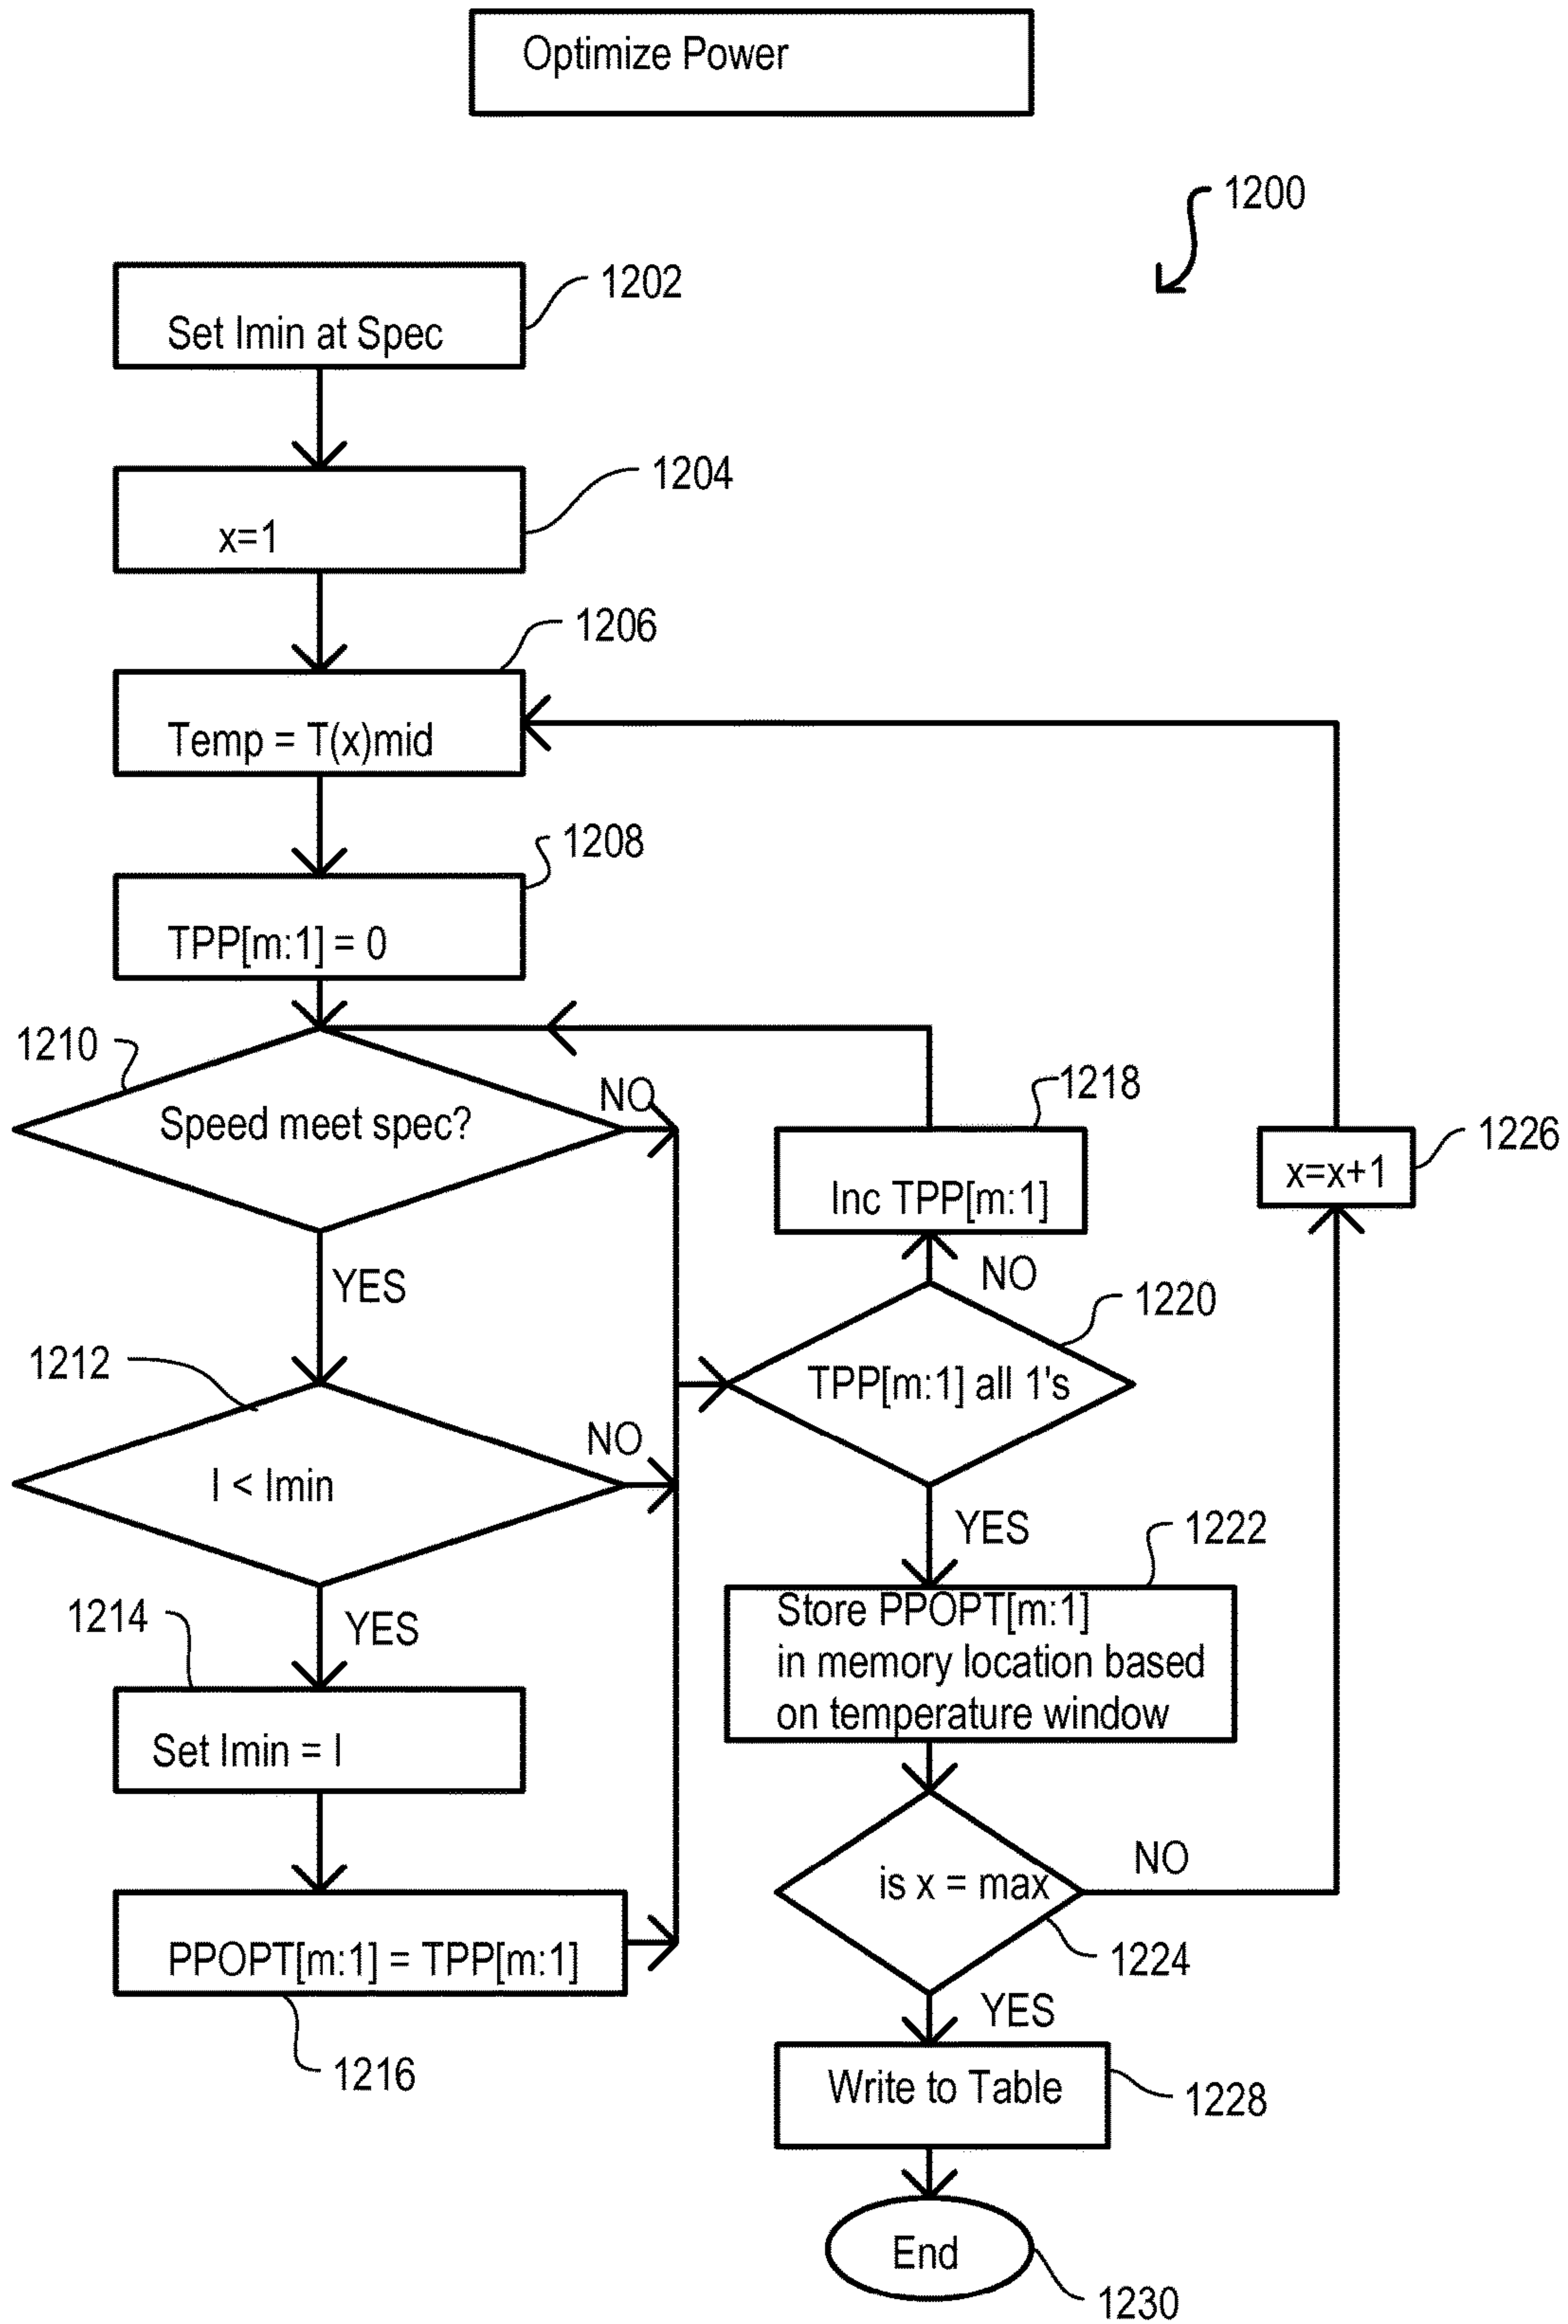 Optimize Power
1200
1202
Set Imin at Spec
1204
x=1
1206
Temp = T(x)mid
1208
TPP[m:1] = 0
1210
Speed meet spec?
NO
YES
1212
I < Imin
NO
YES
1214
Set Imin = I
PPOPT[m:1] = TPP[m:1]
1216
1218
Inc TPP[m:1]
NO
1220
TPP[m:1] all 1's
YES
1222
Store PPOPT[m:1]
in memory location based
on temperature window
is x = max
NO
1224
1226
x=x+1
YES
Write to Table
1228
End
1230